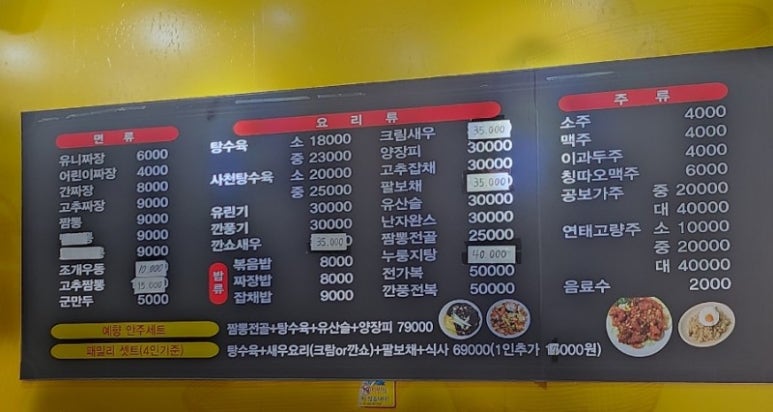 면 류
유니짜장 6000
어린이짜장 4000
간짜장 8000
고추짜장 9000
짬뽕 9000
9000
9000
조개우동 10.000
고추짬뽕
군만두 5000
요 리 류
탕수육 소 18000
중 23000
사천탕수육 소 20000
중 25000
유린기 30000
깐풍기 30000
깐쇼새우 35.000
밥류
볶음밥 8000
짜장밥 8000
잡채밥 9000
크림새우 35.000
양장피 30000
고추잡채 30000
팔보채 35.000
유산슬 30000
난자완스 30000
짬뽕전골 25000
누룽지탕 40.000
전가복 50000
깐풍전복 50000
주 류
소주 4000
맥주 4000
이과두주 4000
칭따오맥주 6000
공보가주 중 20000
대 40000
연태고량주 소 10000
중 20000
대 40000
음료수 2000
예향 안주세트 짬뽕전골+탕수육+유산슬+양장피 79000
패밀리 셋트(4인기준) 탕수육+새우요리(크람or깐쇼)+팔보채+식사 69000(1인추가